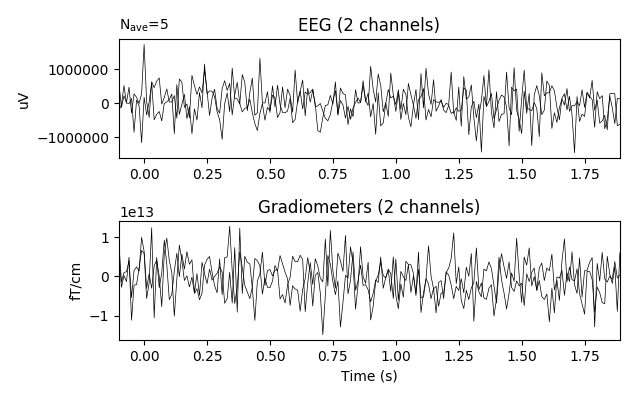 N_ave=5
EEG (2 channels)
1000000
0
−1000000
uV
0.00 0.25 0.50 0.75 1.00 1.25 1.50 1.75
1e13
Gradiometers (2 channels)
1
0
−1
fT/cm
0.00 0.25 0.50 0.75 1.00 1.25 1.50 1.75
Time (s)